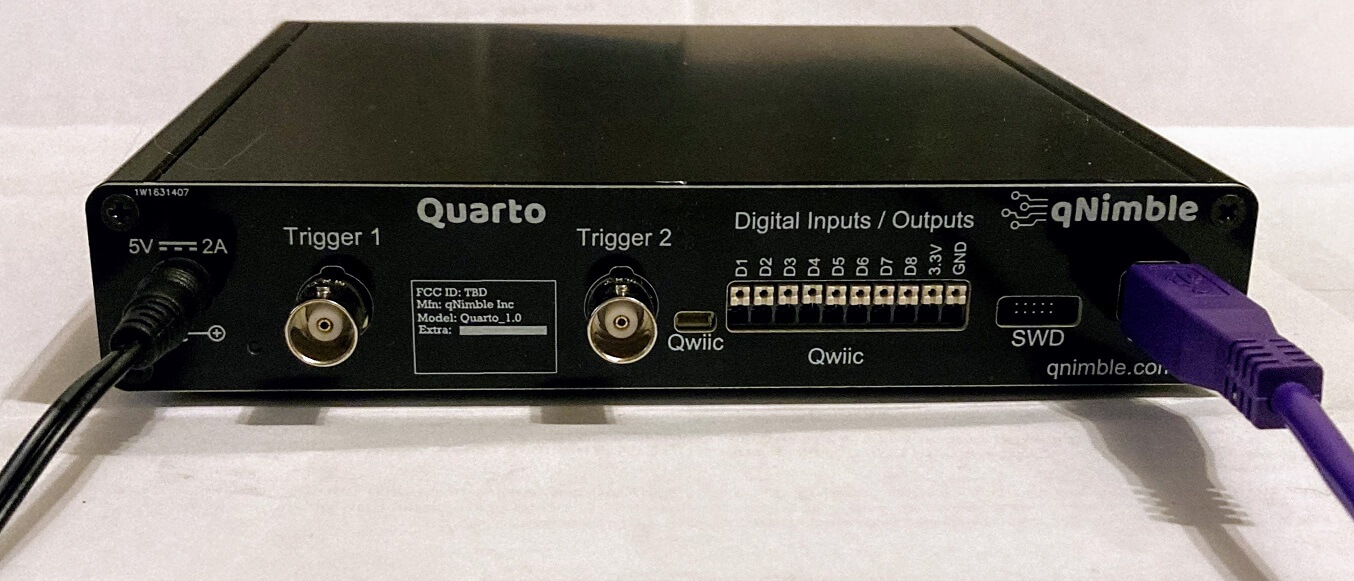 1W1631407
5V 2A
Trigger 1
Quarto
FCC ID: TBD
Mfn: qNimble Inc
Model: Quarto_1.0
Extra:
Trigger 2
Qwiic
Digital Inputs / Outputs
D1 D2 D3 D4 D5 D6 D7 D8 3.3V GND
Qwiic
qNimble
SWD
qnimble.com